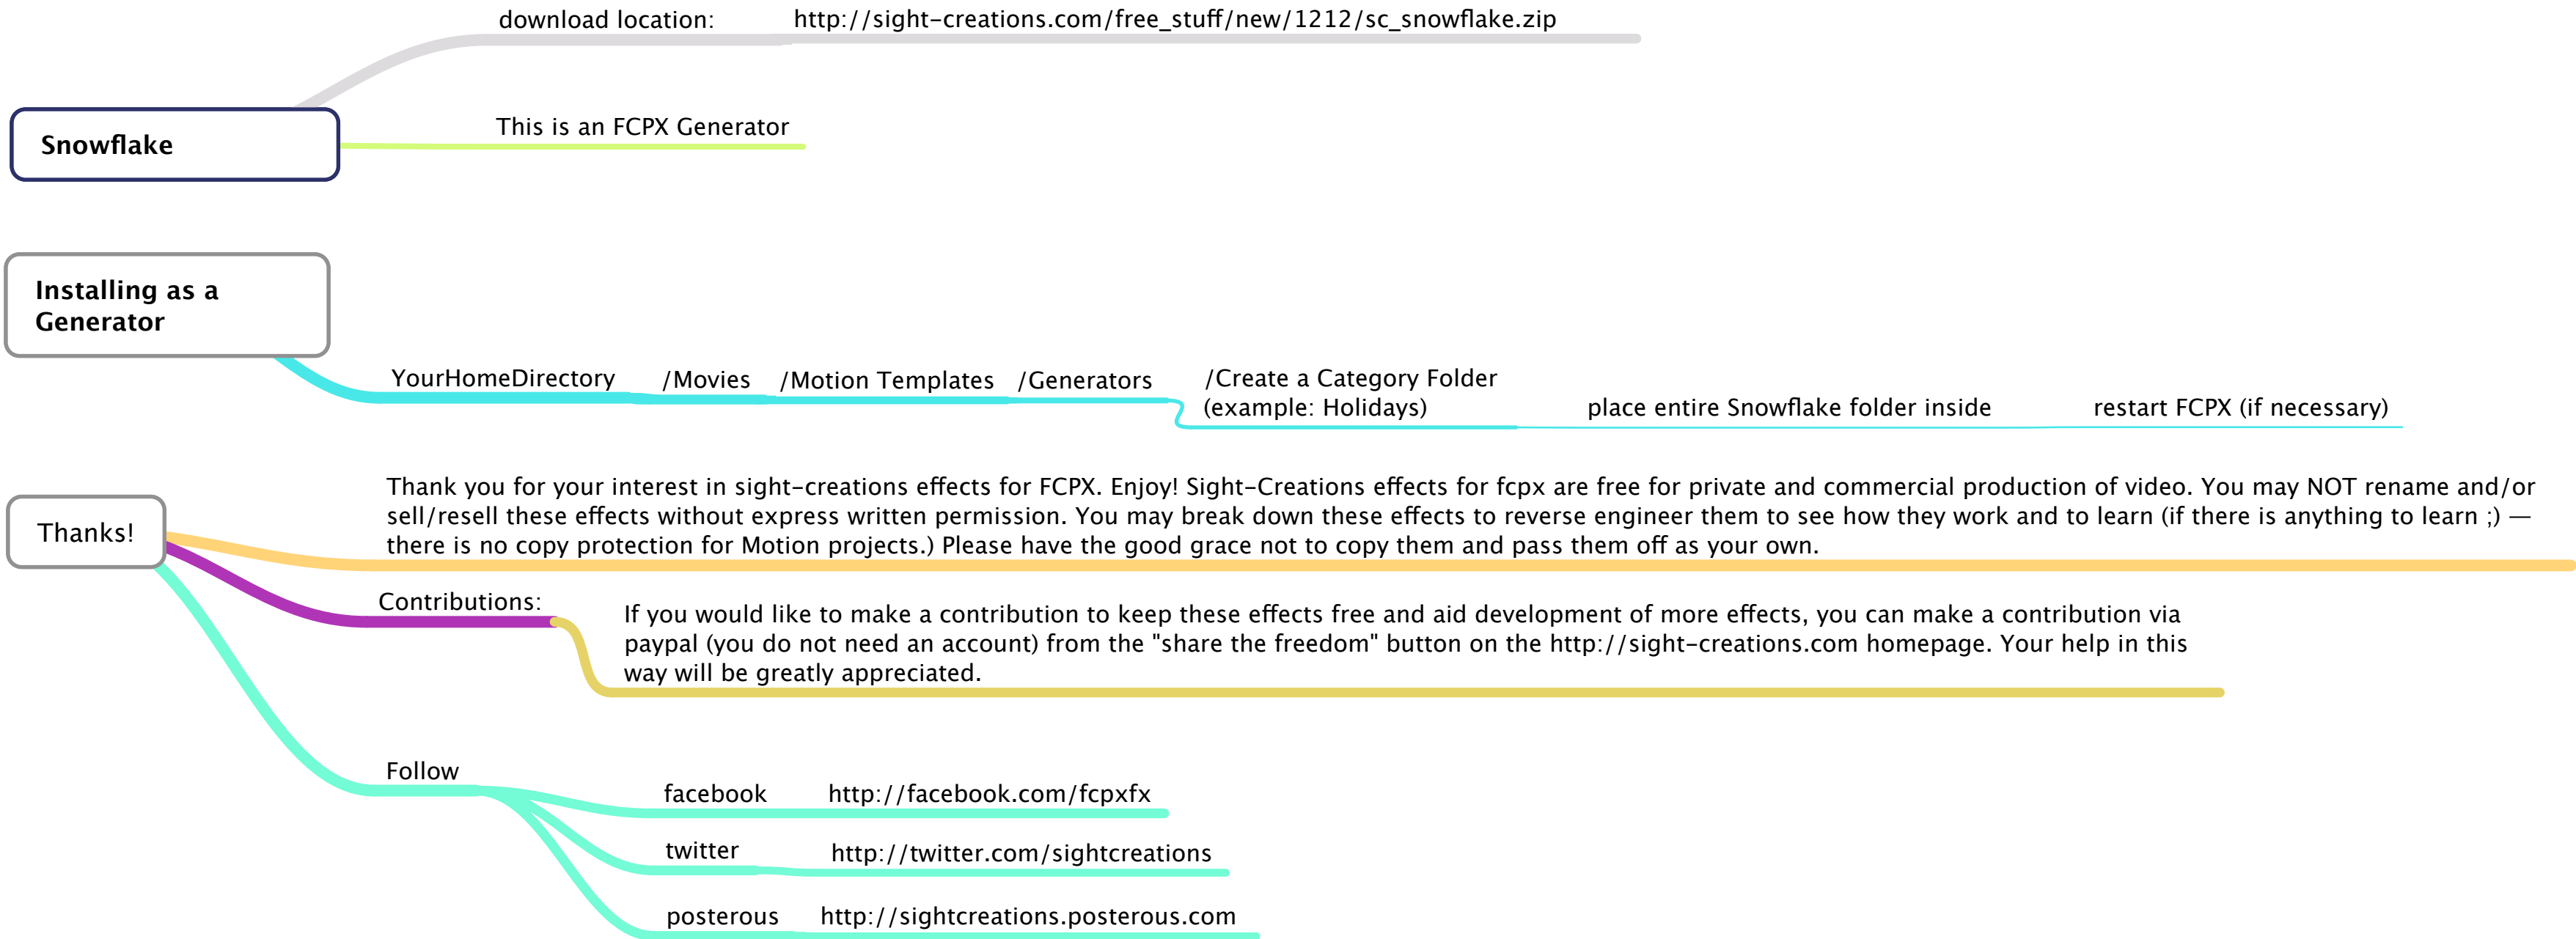 download location:
http://sight-creations.com/free_stuff/new/1212/sc_snowflake.zip
Snowflake
This is an FCPX Generator
Installing as a
Generator
YourHomeDirectory
/Movies
/Motion Templates
/Generators
/Create a Category Folder
(example: Holidays)
place entire Snowflake folder inside
restart FCPX (if necessary)
Thanks!
Thank you for your interest in sight-creations effects for FCPX. Enjoy! Sight-Creations effects for fcpx are free for private and commercial production of video. You may NOT rename and/or
sell/resell these effects without express written permission. You may break down these effects to reverse engineer them to see how they work and to learn (if there is anything to learn ;) —
there is no copy protection for Motion projects.) Please have the good grace not to copy them and pass them off as your own.
Contributions:
If you would like to make a contribution to keep these effects free and aid development of more effects, you can make a contribution via
paypal (you do not need an account) from the "share the freedom" button on the http://sight-creations.com homepage. Your help in this
way will be greatly appreciated.
Follow
facebook
http://facebook.com/fcpxfx
twitter
http://twitter.com/sightcreations
posterous
http://sightcreations.posterous.com